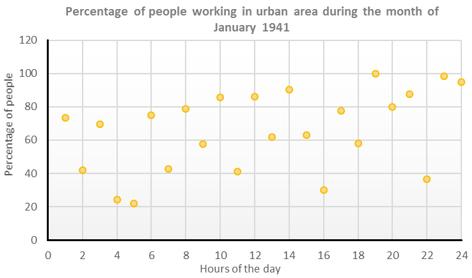 Percentage of people working in urban area during the month of
January 1941
120
100
80
60
40
20
0
Percentage of people
0 2 4 6 8 10 12 14 16 18 20 22 24
Hours of the day